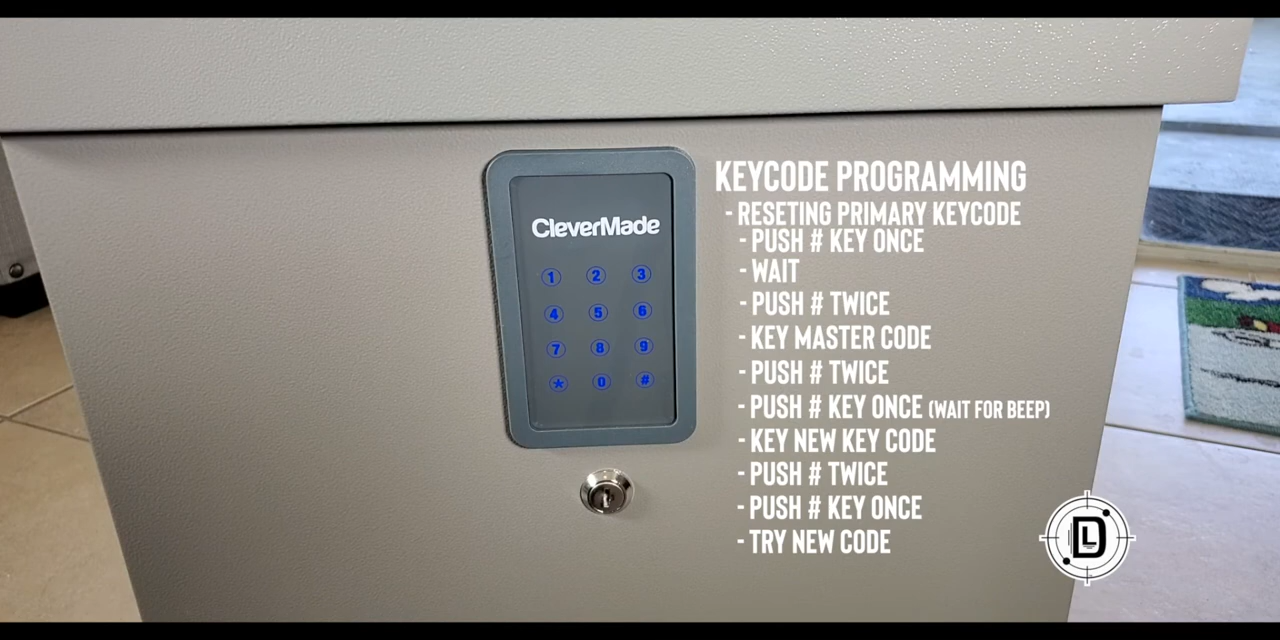 CleverMade
1 2 3
4 5 6
7 8 9
* 0 #
KEYCODE PROGRAMMING
- RESETING PRIMARY KEYCODE
- PUSH # KEY ONCE
- WAIT
- PUSH # TWICE
- KEY MASTER CODE
- PUSH # TWICE
- PUSH # KEY ONCE (WAIT FOR BEEP)
- KEY NEW KEY CODE
- PUSH # TWICE
- PUSH # KEY ONCE
- TRY NEW CODE
DL